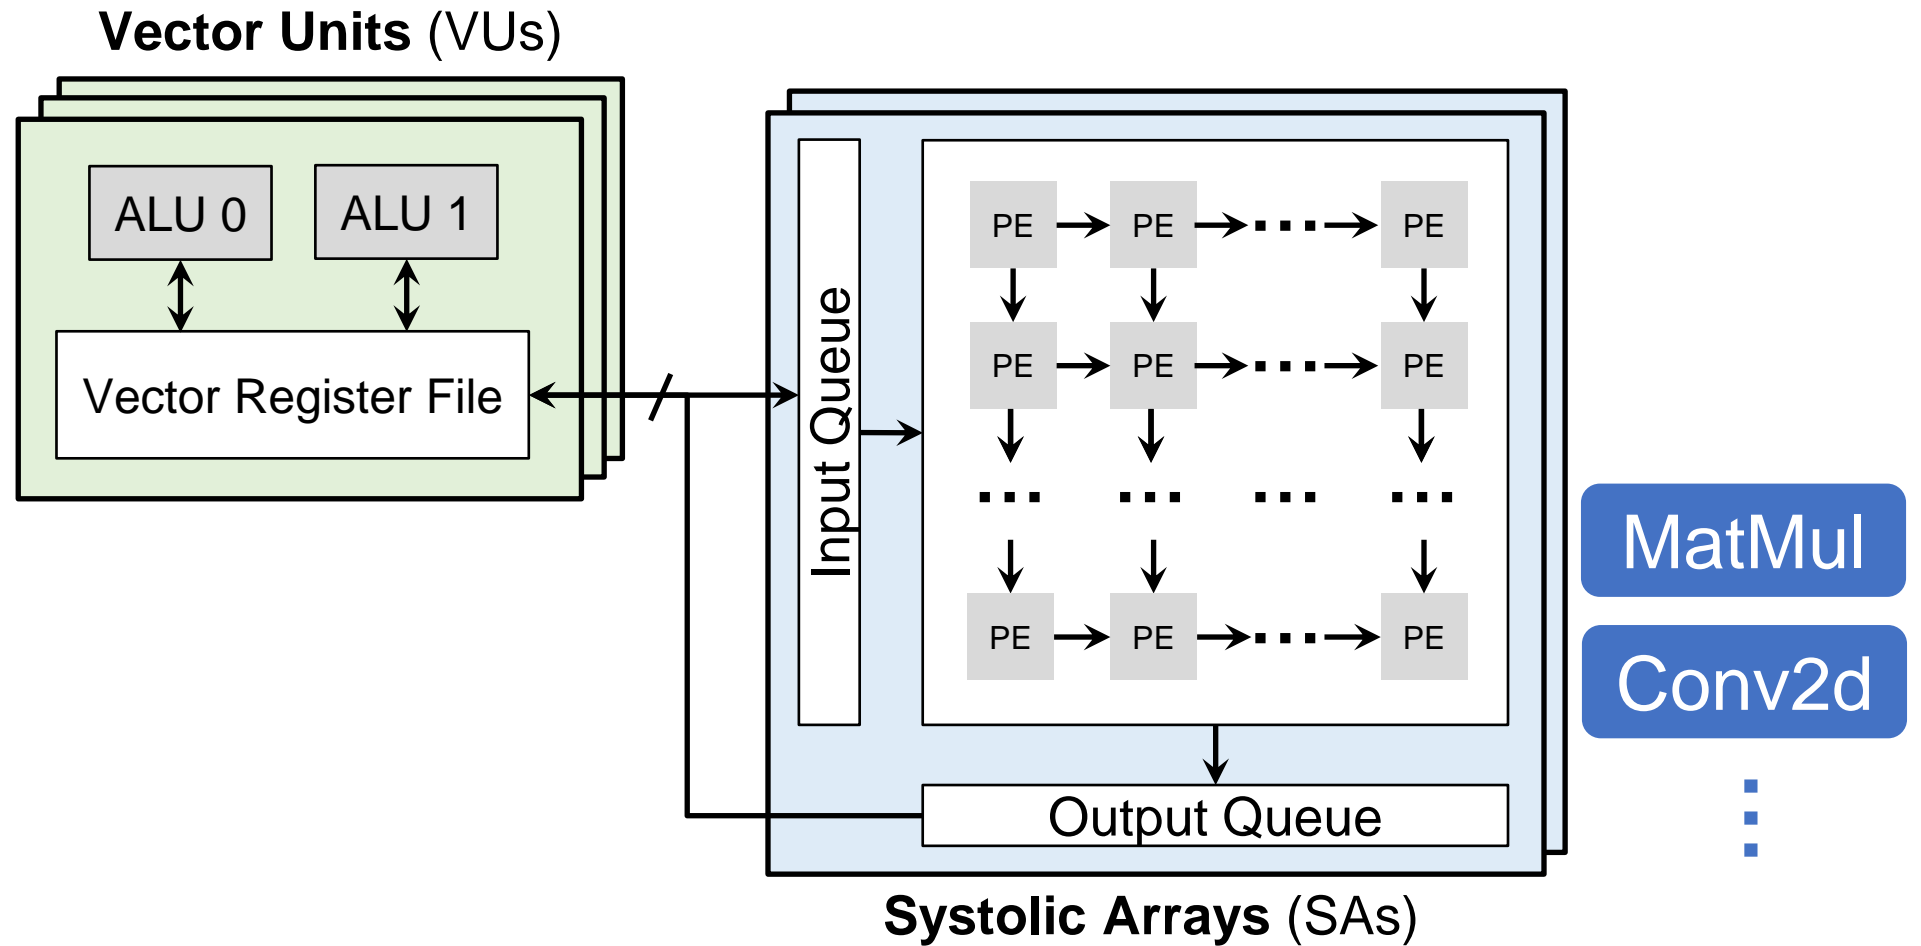 Vector Units (VUs)
ALU 0 ALU 1
Vector Register File
Input Queue
PE PE PE
PE PE PE
PE PE PE
Output Queue
Systolic Arrays (SAs)
MatMul
Conv2d